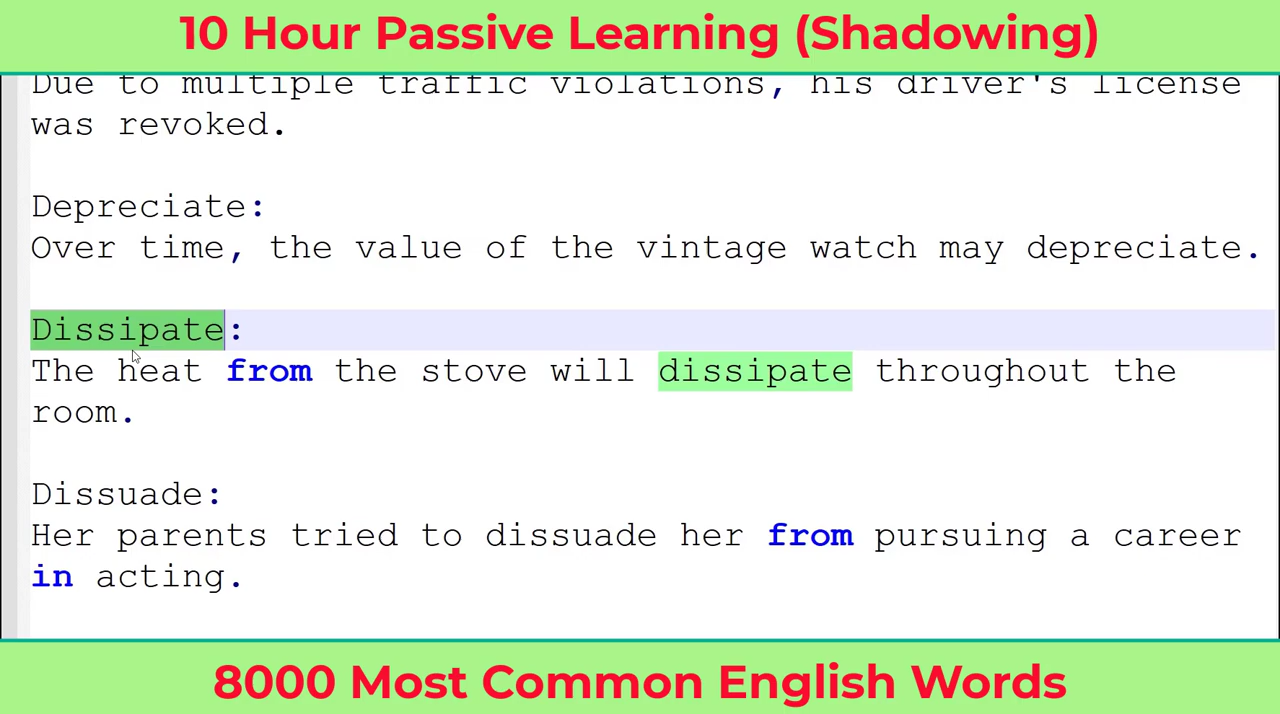 10 Hour Passive Learning (Shadowing)
Due to multiple traffic violations, his driver's license
was revoked.
Depreciate:
Over time, the value of the vintage watch may depreciate.
Dissipate:
The heat from the stove will dissipate throughout the
room.
Dissuade:
Her parents tried to dissuade her from pursuing a career
in acting.
8000 Most Common English Words